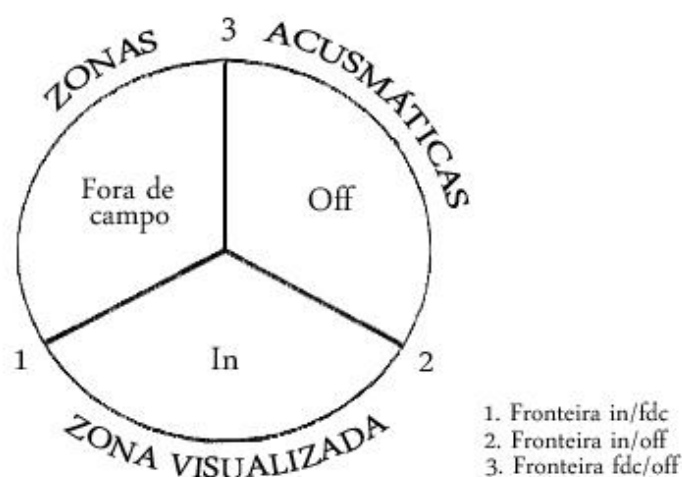 3
ZONAS ACUSMÁTICAS
Fora de
campo
Off
1
In
2
ZONA VISUALIZADA
1. Fronteira in/fdc
2. Fronteira in/off
3. Fronteira fdc/off